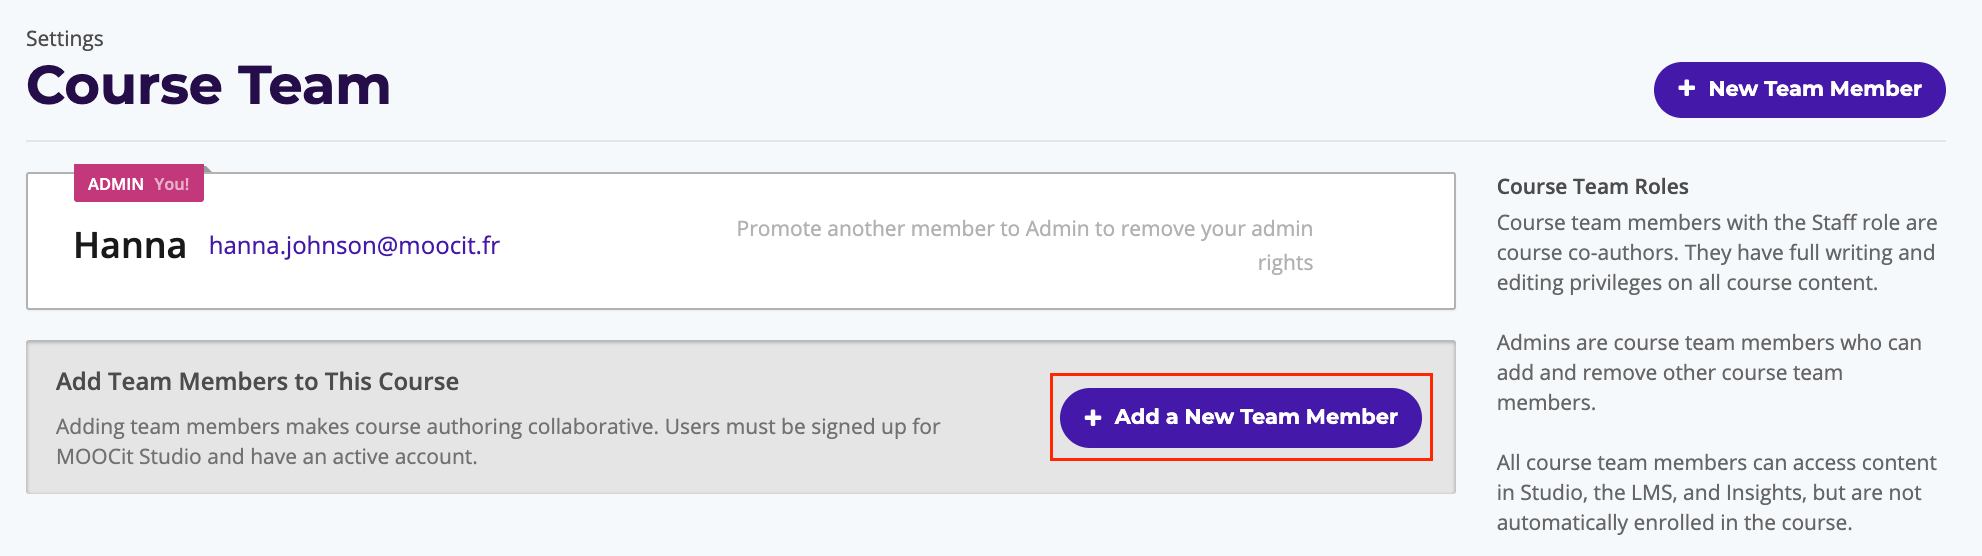 Settings
Course Team
+ New Team Member
ADMIN You!
Hanna hanna.johnson@moocit.fr
Promote another member to Admin to remove your admin
rights
Add Team Members to This Course
Adding team members makes course authoring collaborative. Users must be signed up for
MOOCit Studio and have an active account.
+ Add a New Team Member
Course Team Roles
Course team members with the Staff role are
course co-authors. They have full writing and
editing privileges on all course content.
Admins are course team members who can
add and remove other course team
members.
All course team members can access content
in Studio, the LMS, and Insights, but are not
automatically enrolled in the course.